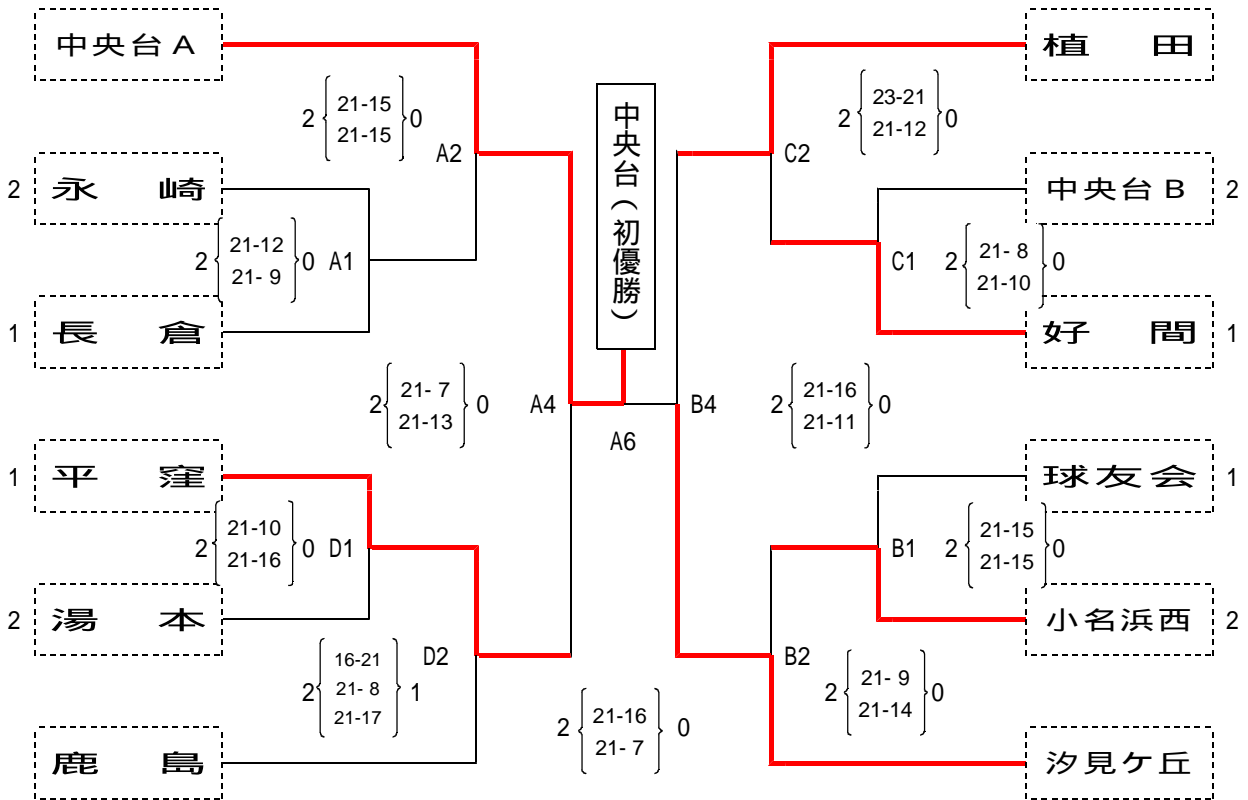 中央台A
2 21-15 0
21-15
A2
2 永崎
2 21-12 0
21- 9
A1
1 長倉
2 21- 7 0
21-13
A4
1 平窪
2 21-10 0
21-16
D1
2 湯本
2 16-21 1
21- 8
21-17
D2
鹿島
中央台(初優勝)
A6
2 21-16 0
21- 7
植田
2 23-21 0
21-12
C2
中央台B 2
C1
2 21- 8 0
21-10
好間 1
B4
2 21-16 0
21-11
球友会 1
B1
2 21-15 0
21-15
小名浜西 2
B2
2 21- 9 0
21-14
汐見ケ丘